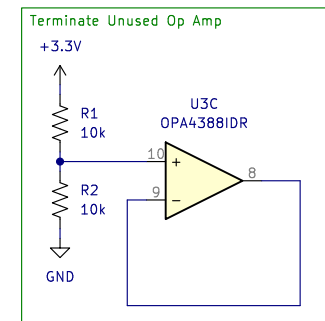 Terminate Unused Op Amp
+3.3V
R1
10k
U3C
OPA4388IDR
10
+
8
9
-
R2
10k
GND